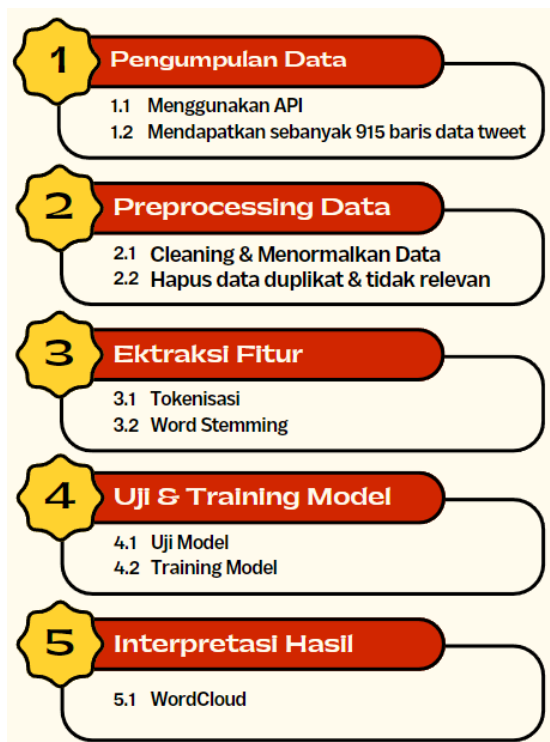 1 Pengumpulan Data
1.1 Menggunakan API
1.2 Mendapatkan sebanyak 915 baris data tweet
2 Preprocessing Data
2.1 Cleaning & Menormalkan Data
2.2 Hapus data duplikat & tidak relevan
3 Ektraksi Fitur
3.1 Tokenisasi
3.2 Word Stemming
4 Uji & Training Model
4.1 Uji Model
4.2 Training Model
5 Interpretasi Hasil
5.1 WordCloud